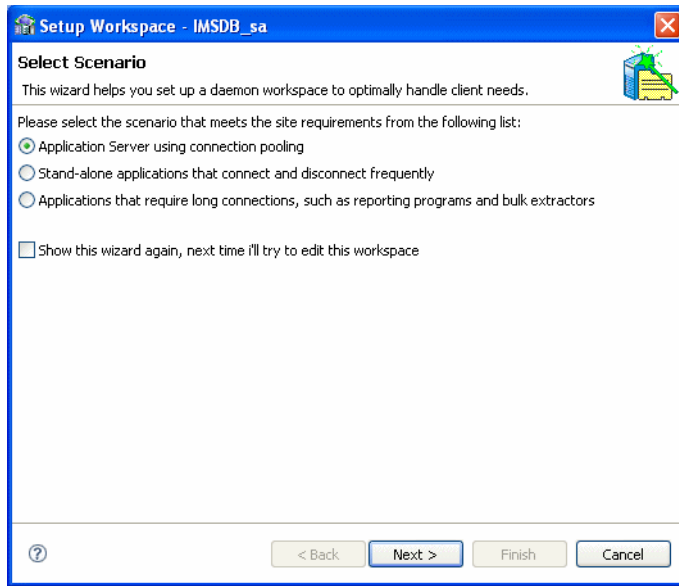 Setup Workspace - IMSDB_sa
Select Scenario
This wizard helps you set up a daemon workspace to optimally handle client needs.
Please select the scenario that meets the site requirements from the following list:
Application Server using connection pooling
Stand-alone applications that connect and disconnect frequently
Applications that require long connections, such as reporting programs and bulk extractors
Show this wizard again, next time i'll try to edit this workspace
?
< Back Next > Finish Cancel